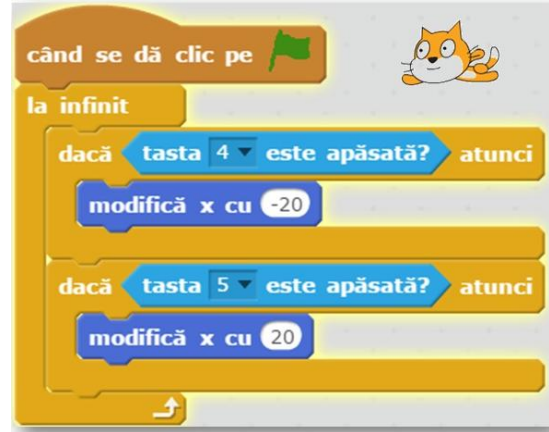 când se dă clic pe
la infinit
dacă tasta 4 este apăsată? atunci
modifică x cu -20
dacă tasta 5 este apăsată? atunci
modifică x cu 20